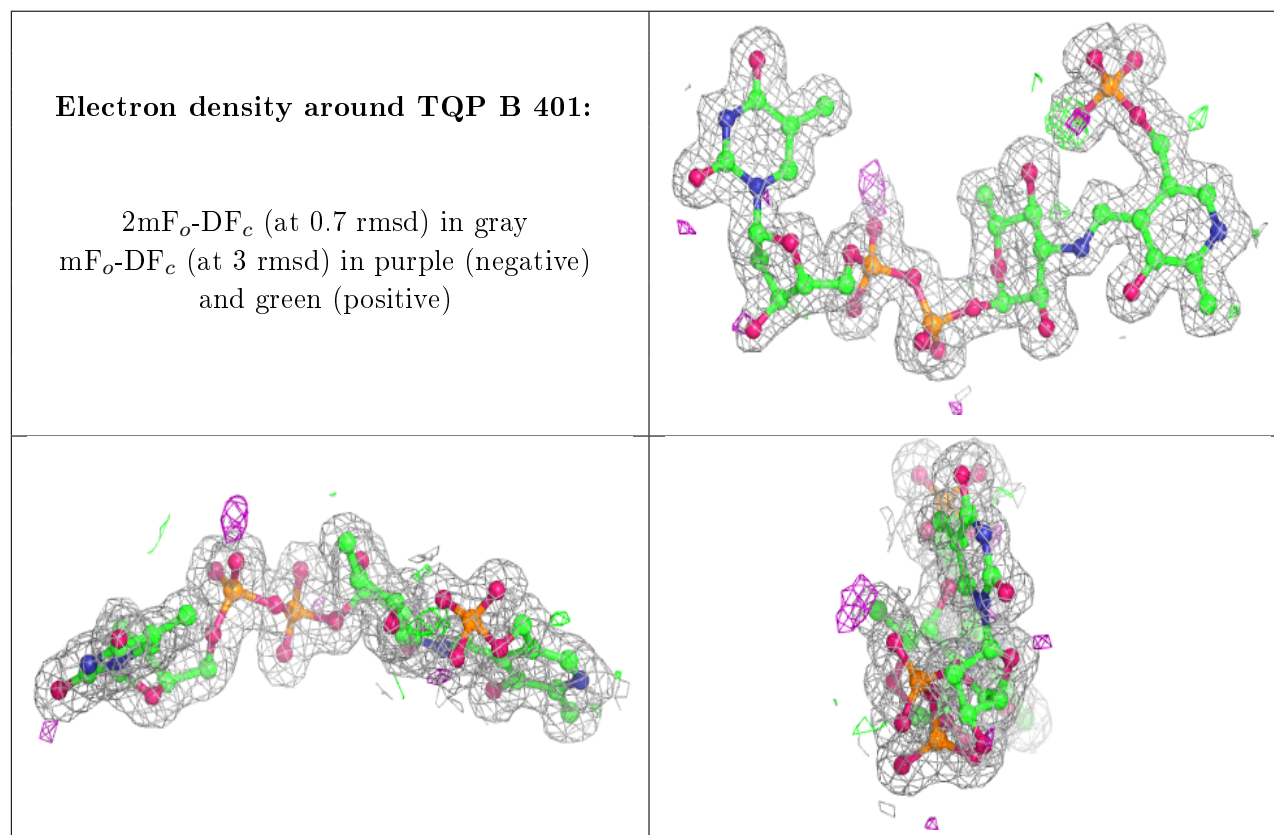 Electron density around TQP B 401:
2mFo-DFc (at 0.7 rmsd) in gray
mFo-DFc (at 3 rmsd) in purple (negative)
and green (positive)